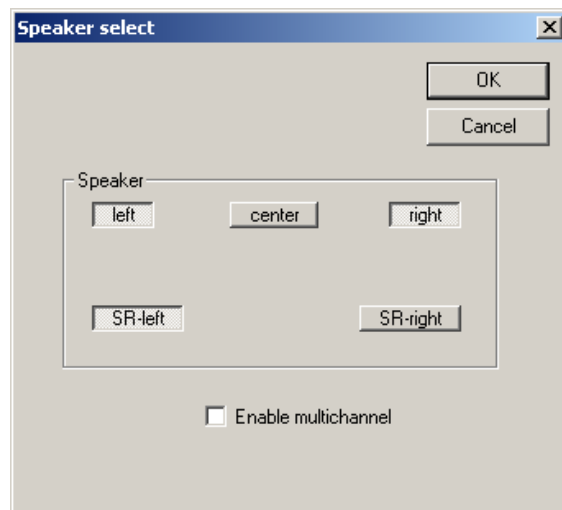 Speaker select
OK
Cancel
Speaker
left center right
SR-left SR-right
Enable multichannel